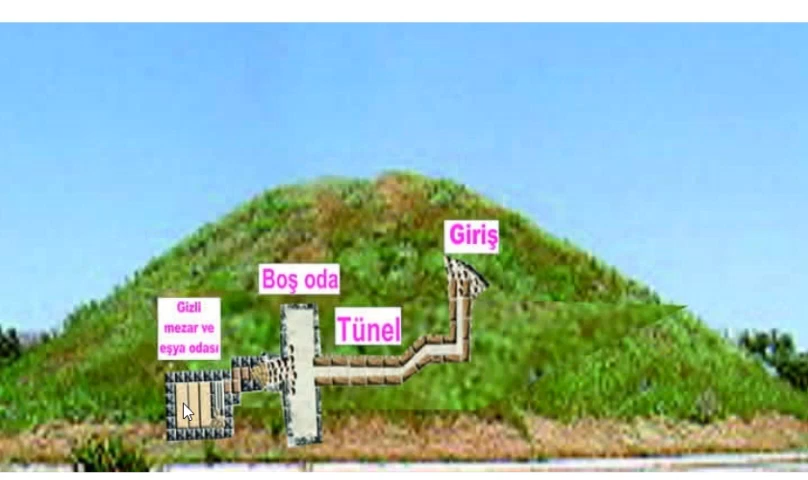 Giriş
Boş oda
Gizli
mezar ve
eşya odası
Tünel